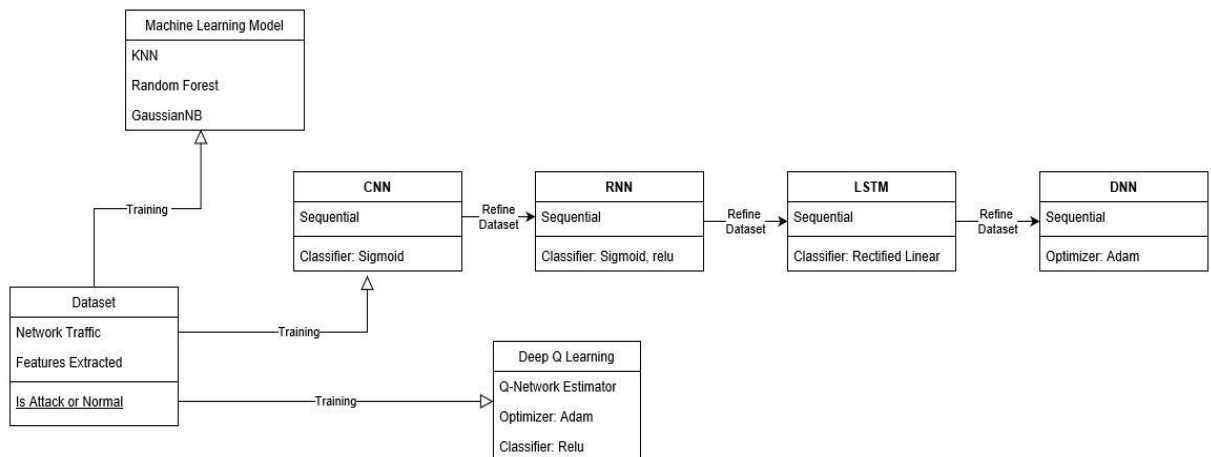 Machine Learning Model
KNN
Random Forest
GaussianNB
Training
CNN
Sequential
Classifier: Sigmoid
Refine
Dataset
RNN
Sequential
Classifier: Sigmoid, relu
Refine
Dataset
LSTM
Sequential
Classifier: Rectified Linear
Refine
Dataset
DNN
Sequential
Optimizer: Adam
Dataset
Network Traffic
Features Extracted
Is Attack or Normal
Training
Training
Deep Q Learning
Q-Network Estimator
Optimizer: Adam
Classifier: Relu